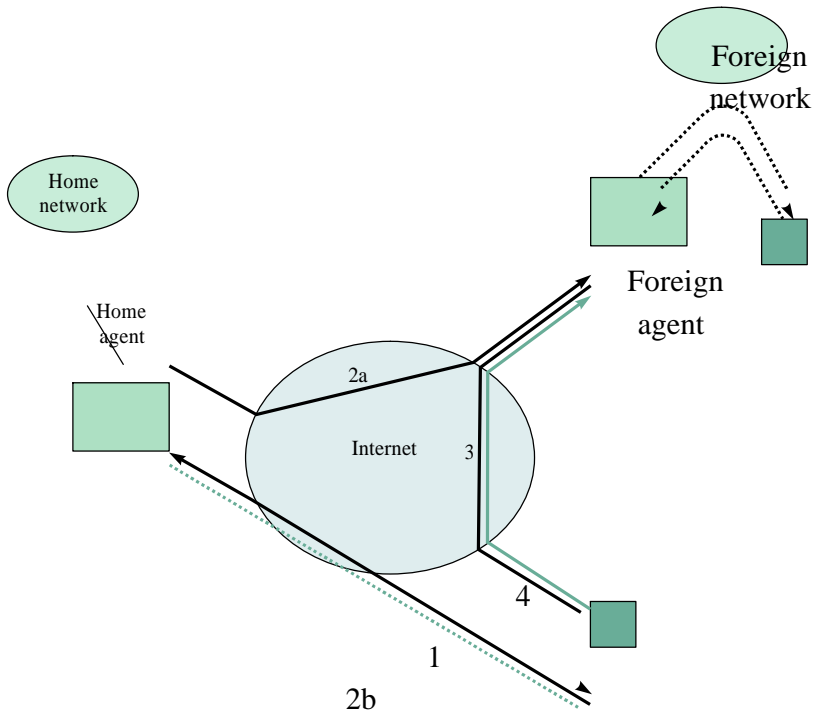 Foreign
network
Home
network
Foreign
agent
Home
agent
2a
Internet
3
4
1
2b